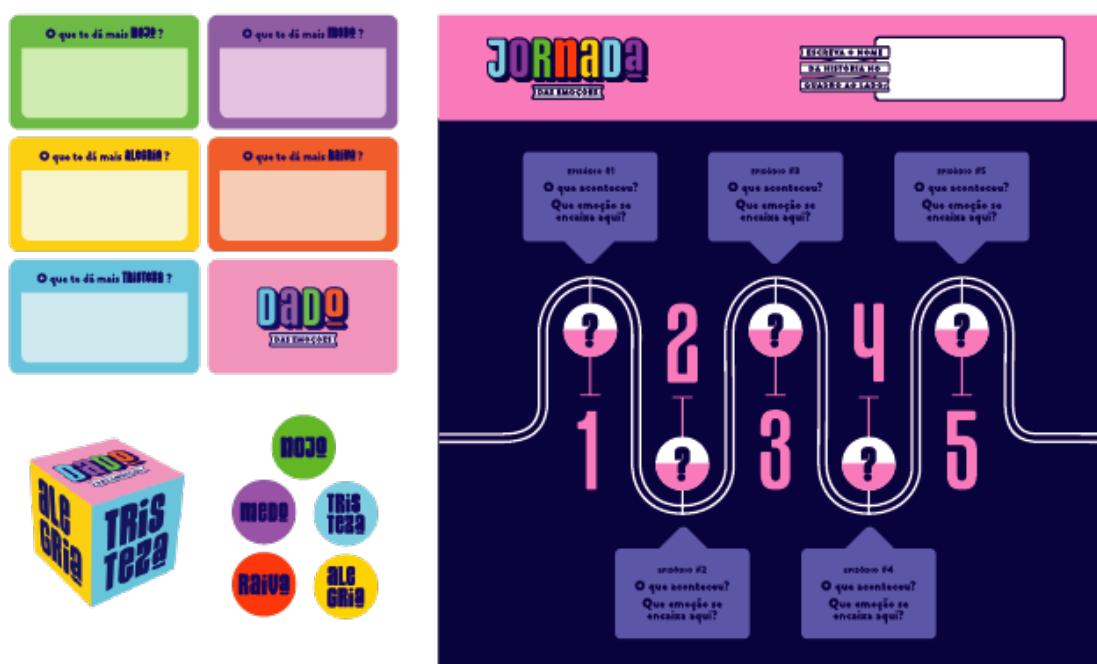 O que te dá mais NOJO ?
O que te dá mais MEDO ?
O que te dá mais ALEGRIA ?
O que te dá mais RAIVA ?
O que te dá mais TRISTEZA ?
DADO
DAS EMOÇÕES
DADO
DAS EMOÇÕES
ALE
GRIA
TRIS
TEZA
NOJO
MEDO
TRIS
TEZA
RAIVA
ALE
GRIA
JORNADA
DAS EMOÇÕES
ESCREVA O NOME
DA HISTÓRIA NO
QUADRO AO LADO:
EPISÓDIO #1
O que aconteceu?
Que emoção se
encaixa aqui?
EPISÓDIO #3
O que aconteceu?
Que emoção se
encaixa aqui?
EPISÓDIO #5
O que aconteceu?
Que emoção se
encaixa aqui?
?
?
?
2
4
1
3
5
?
?
EPISÓDIO #2
O que aconteceu?
Que emoção se
encaixa aqui?
EPISÓDIO #4
O que aconteceu?
Que emoção se
encaixa aqui?